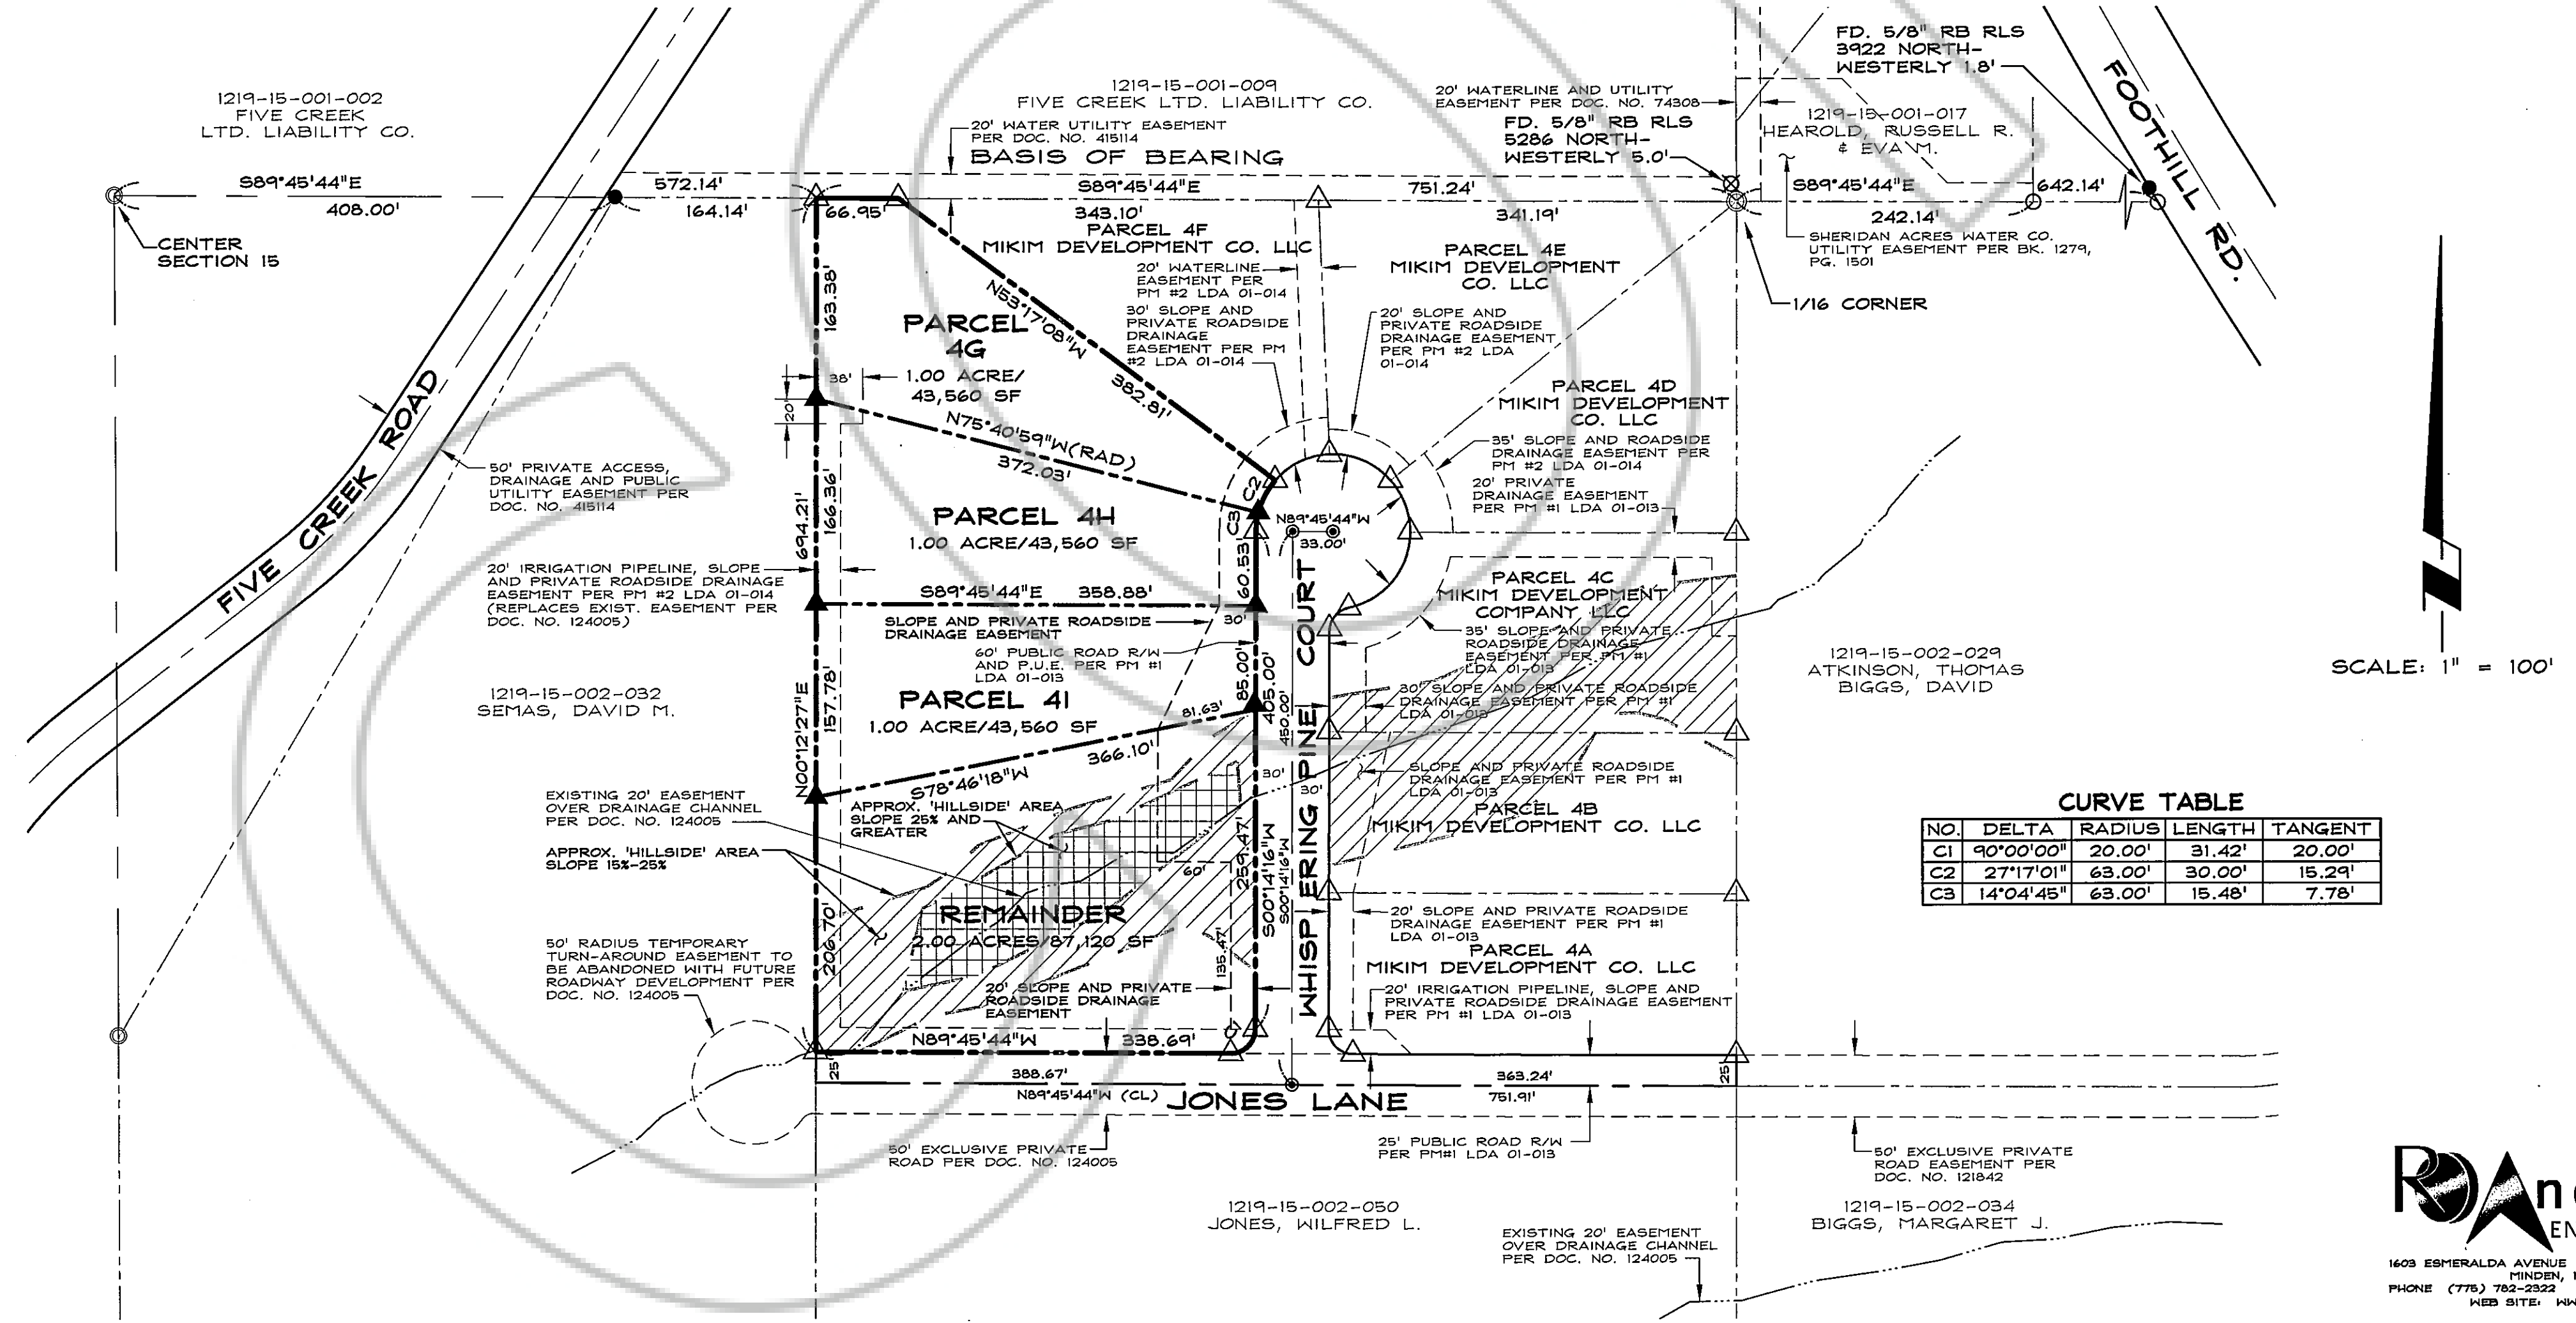 1219-15-001-002
FIVE CREEK
LTD. LIABILITY CO.
S89°45'44"E
408.00'
CENTER
SECTION 15
572.14'
164.14'
66.95'
1219-15-001-009
FIVE CREEK LTD. LIABILITY CO.
20' WATER UTILITY EASEMENT
PER DOC. NO. 415114
BASIS OF BEARING
S89°45'44"E
751.24'
343.10'
341.19'
20' WATERLINE AND UTILITY
EASEMENT PER DOC. NO. 74308
FD. 5/8" RB RLS
5286 NORTH-
WESTERLY 5.0'
FD. 5/8" RB RLS
3922 NORTH-
WESTERLY 1.8'
1219-15-001-017
HEAROLD, RUSSELL R.
& EVA M.
S89°45'44"E
642.14'
242.14'
SHERIDAN ACRES WATER CO.
UTILITY EASEMENT PER BK. 1279,
PG. 1501
1/16 CORNER
FOOTHILL RD.
PARCEL 4F
MIKIM DEVELOPMENT CO. LLC
PARCEL 4E
MIKIM DEVELOPMENT
CO. LLC
20' WATERLINE
EASEMENT PER
PM #2 LDA 01-014
30' SLOPE AND
PRIVATE ROADSIDE
DRAINAGE
EASEMENT PER PM
#2 LDA 01-014
20' SLOPE AND
PRIVATE ROADSIDE
DRAINAGE EASEMENT
PER PM #2 LDA
01-014
163.38'
N53°17'08"W
382.81'
PARCEL
4G
1.00 ACRE/
43,560 SF
38'
20'
N75°40'59"W(RAD)
372.03'
PARCEL 4D
MIKIM DEVELOPMENT
CO. LLC
35' SLOPE AND ROADSIDE
DRAINAGE EASEMENT PER
PM #2 LDA 01-014
20' PRIVATE
DRAINAGE EASEMENT
PER PM #1 LDA 01-013
FIVE CREEK ROAD
50' PRIVATE ACCESS,
DRAINAGE AND PUBLIC
UTILITY EASEMENT PER
DOC. NO. 415114
694.21'
166.36'
C2
C3
N89°45'44"W
33.00'
PARCEL 4H
1.00 ACRE/43,560 SF
60.53'
20' IRRIGATION PIPELINE, SLOPE
AND PRIVATE ROADSIDE DRAINAGE
EASEMENT PER PM #2 LDA 01-014
(REPLACES EXIST. EASEMENT PER
DOC. NO. 124005)
S89°45'44"E 358.88'
SLOPE AND PRIVATE ROADSIDE
DRAINAGE EASEMENT
30'
60' PUBLIC ROAD R/W
AND P.U.E. PER PM #1
LDA 01-013
85.00'
405.00'
450.00'
PARCEL 4C
MIKIM DEVELOPMENT
COMPANY LLC
35' SLOPE AND PRIVATE
ROADSIDE DRAINAGE
EASEMENT PER PM #1
LDA 01-013
30' SLOPE AND PRIVATE ROADSIDE
DRAINAGE EASEMENT PER PM #1
LDA 01-013
1219-15-002-029
ATKINSON, THOMAS
BIGGS, DAVID
SCALE: 1" = 100'
1219-15-002-032
SEMAS, DAVID M.
N00°12'27"E
157.78'
PARCEL 4I
1.00 ACRE/43,560 SF
81.63'
366.10'
S78°46'18"W
30'
30'
SLOPE AND PRIVATE ROADSIDE
DRAINAGE EASEMENT PER PM #1
LDA 01-013
PARCEL 4B
MIKIM DEVELOPMENT CO. LLC
EXISTING 20' EASEMENT
OVER DRAINAGE CHANNEL
PER DOC. NO. 124005
APPROX. 'HILLSIDE' AREA
SLOPE 25% AND
GREATER
APPROX. 'HILLSIDE' AREA
SLOPE 15%-25%
60'
259.47'
S00°14'16"W
S00°14'16"W
WHISPERING PINE COURT
CURVE TABLE
NO. DELTA RADIUS LENGTH TANGENT
C1 90°00'00" 20.00' 31.42' 20.00'
C2 27°17'01" 63.00' 30.00' 15.29'
C3 14°04'45" 63.00' 15.48' 7.78'
REMAINDER
2.00 ACRES/87,120 SF
206.70'
135.47'
20' SLOPE AND PRIVATE ROADSIDE
DRAINAGE EASEMENT PER PM #1
LDA 01-013
PARCEL 4A
MIKIM DEVELOPMENT CO. LLC
50' RADIUS TEMPORARY
TURN-AROUND EASEMENT TO
BE ABANDONED WITH FUTURE
ROADWAY DEVELOPMENT PER
DOC. NO. 124005
20' SLOPE AND PRIVATE
ROADSIDE DRAINAGE
EASEMENT
20' IRRIGATION PIPELINE, SLOPE AND
PRIVATE ROADSIDE DRAINAGE EASEMENT
PER PM #1 LDA 01-013
N89°45'44"W 338.69'
25'
388.67'
363.24'
25'
N89°45'44"W (CL)
JONES LANE
751.91'
50' EXCLUSIVE PRIVATE
ROAD PER DOC. NO. 124005
25' PUBLIC ROAD R/W
PER PM#1 LDA 01-013
50' EXCLUSIVE PRIVATE
ROAD EASEMENT PER
DOC. NO. 121842
1219-15-002-050
JONES, WILFRED L.
1219-15-002-034
BIGGS, MARGARET J.
EXISTING 20' EASEMENT
OVER DRAINAGE CHANNEL
PER DOC. NO. 124005
ROAn
EN
1603 ESMERALDA AVENUE
MINDEN,
PHONE (775) 782-2322
WEB SITE: WW